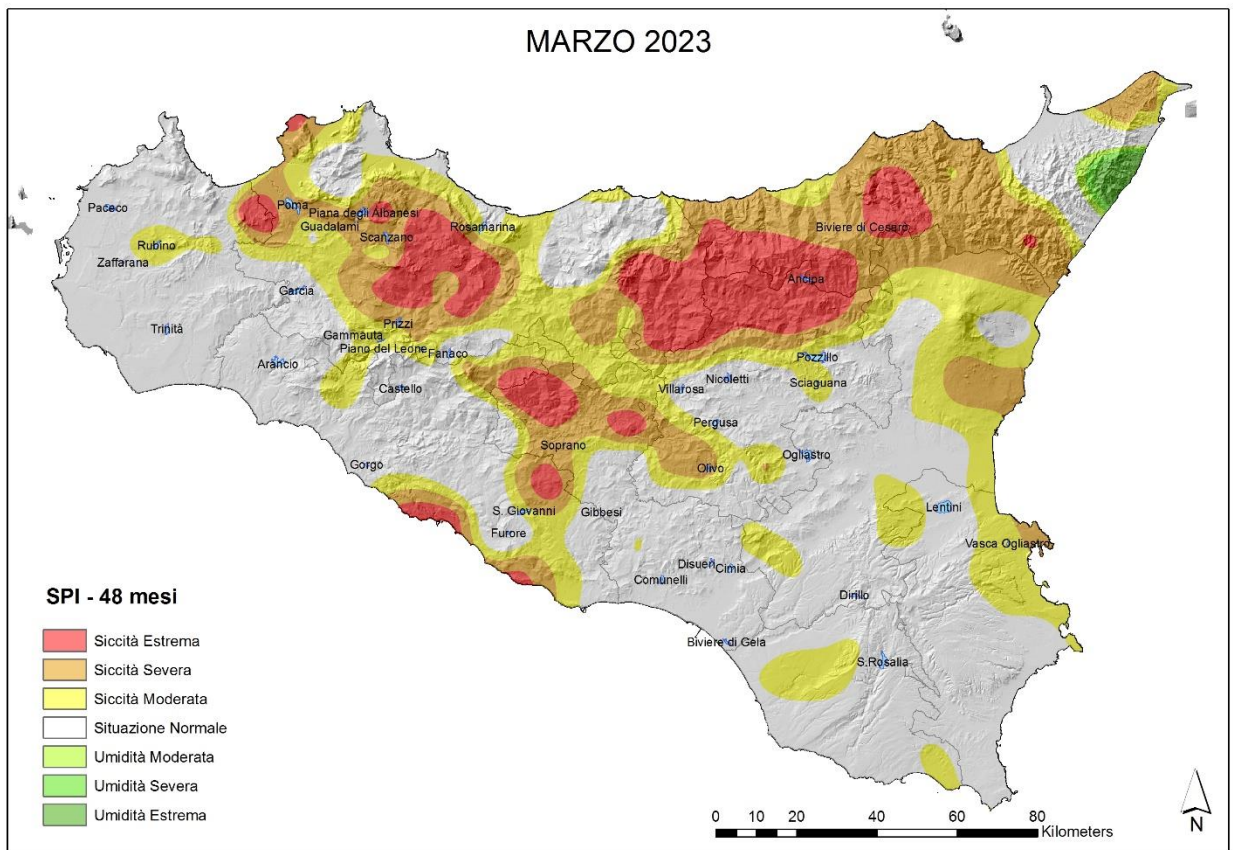 MARZO 2023
Paceco
Poma
Piana degli Albanesi
Guadalami
Scanzano
Rosamarina
Rubino
Zaffarana
Biviere di Cesarò
Ancipa
Garcia
Trinità
Prizzi
Gammauta
Piano del Leone
Fanaco
Arancio
Castello
Pozzillo
Nicoletti
Villarosa
Sciaguana
Pergusa
Soprano
Olivo
Ogliastro
Gorgo
S. Giovanni
Gibbesi
Furore
Lentini
Vasca Ogliastro
Disueri
Cimia
Comunelli
Dirillo
Biviere di Gela
S.Rosalia
SPI - 48 mesi
Siccità Estrema
Siccità Severa
Siccità Moderata
Situazione Normale
Umidità Moderata
Umidità Severa
Umidità Estrema
0 10 20 40 60 80
Kilometers
N